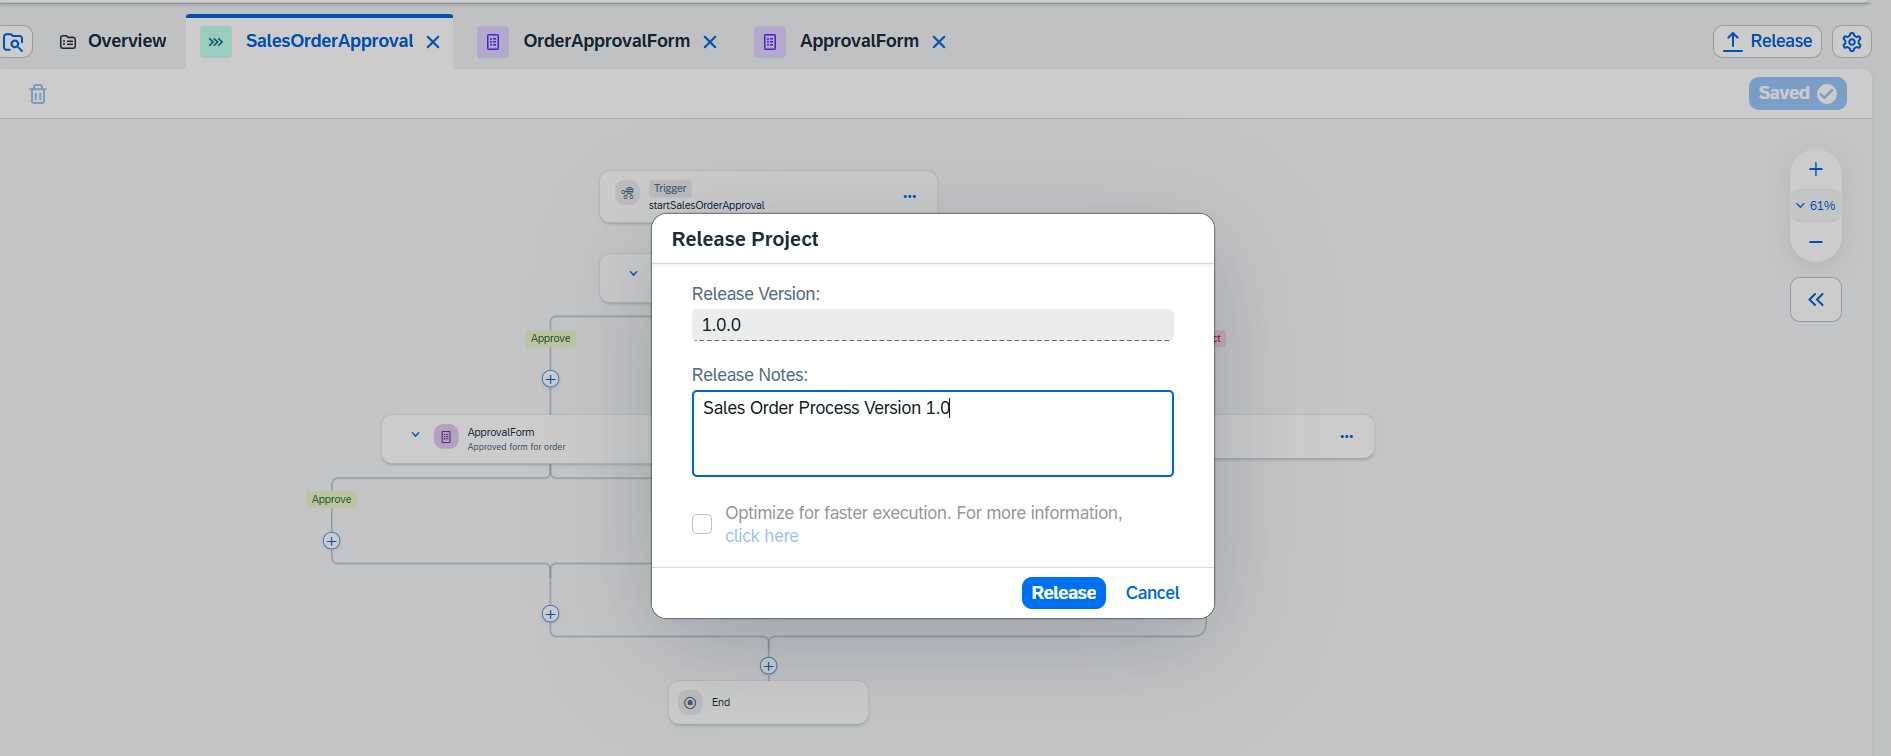 Overview
SalesOrderApproval
OrderApprovalForm
ApprovalForm
Release
Saved
Trigger
startSalesOrderApproval
61%
Release Project
Release Version:
1.0.0
Approve
ct
Release Notes:
Sales Order Process Version 1.0
ApprovalForm
Approved form for order
Approve
Optimize for faster execution. For more information,
click here
Release
Cancel
End